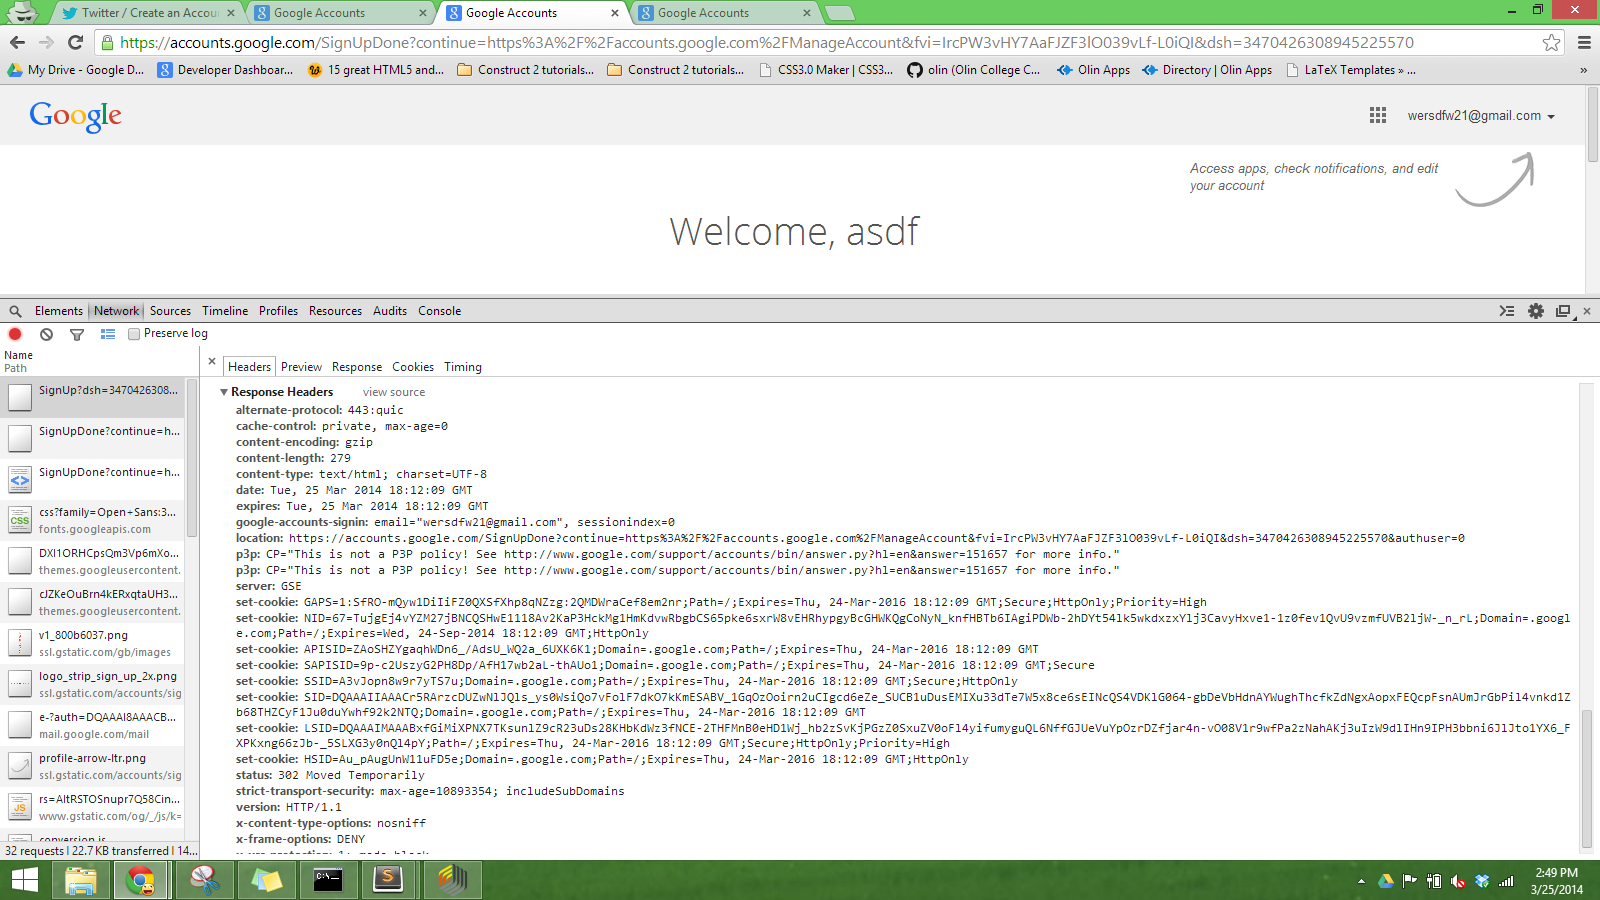 Twitter / Create an Accou
Google Accounts
Google Accounts
Google Accounts
https://accounts.google.com/SignUpDone?continue=https%3A%2F%2Faccounts.google.com%2FManageAccount&fvi=IrcPW3vHY7AaFJZF3lO039vLf-L0iQI&dsh=3470426308945225570
My Drive - Google D...
Developer Dashboar...
15 great HTML5 and...
Construct 2 tutorials...
Construct 2 tutorials...
CSS3.0 Maker | CSS3...
olin (Olin College C...
Olin Apps
Directory | Olin Apps
LaTeX Templates » ...
»
Google
wersdfw21@gmail.com
Access apps, check notifications, and edit
your account
Welcome, asdf
Elements Network Sources Timeline Profiles Resources Audits Console
Preserve log
Name
Path
Headers Preview Response Cookies Timing
SignUp?dsh=3470426308...
SignUpDone?continue=h...
SignUpDone?continue=h...
css?family=Open+Sans:3...
fonts.googleapis.com
DXI1ORHCpsQm3Vp6mXo...
themes.googleusercontent.
cJZKeOuBrn4kERxqtaUH3...
themes.googleusercontent.
v1_800b6037.png
ssl.gstatic.com/gb/images
logo_strip_sign_up_2x.png
ssl.gstatic.com/accounts/sig
e-?auth=DQAAAI8AAACB...
mail.google.com/mail
profile-arrow-ltr.png
ssl.gstatic.com/accounts/sig
rs=AItRSTOSnupr7Q58Cin...
www.gstatic.com/og/_/js/k=
conversion.js
32 requests | 22.7 KB transferred | 14...
Response Headers view source
alternate-protocol: 443:quic
cache-control: private, max-age=0
content-encoding: gzip
content-length: 279
content-type: text/html; charset=UTF-8
date: Tue, 25 Mar 2014 18:12:09 GMT
expires: Tue, 25 Mar 2014 18:12:09 GMT
google-accounts-signin: email="wersdfw21@gmail.com", sessionindex=0
location: https://accounts.google.com/SignUpDone?continue=https%3A%2F%2Faccounts.google.com%2FManageAccount&fvi=IrcPW3vHY7AaFJZF3lO039vLf-L0iQI&dsh=3470426308945225570&authuser=0
p3p: CP="This is not a P3P policy! See http://www.google.com/support/accounts/bin/answer.py?hl=en&answer=151657 for more info."
p3p: CP="This is not a P3P policy! See http://www.google.com/support/accounts/bin/answer.py?hl=en&answer=151657 for more info."
server: GSE
set-cookie: GAPS=1:SfRO-mQyw1DiIiFZ0QXSfXhp8qNZzg:2QMDWraCef8em2nr;Path=/;Expires=Thu, 24-Mar-2016 18:12:09 GMT;Secure;HttpOnly;Priority=High
set-cookie: NID=67=TujgEj4vYZM27jBNCQSHwE1118Av2KaP3HckMg1HmKdvwRbgbCS65pke6sxrW8vEHRhypgyBcGHWKQgCoNyN_knfHBTb6IAgiPDWb-2hDYt54lk5wkdxzxYlj3CavyHxve1-1z0fev1QvU9vzmfUVB2ljW-_n_rL;Domain=.googl
e.com;Path=/;Expires=Wed, 24-Sep-2014 18:12:09 GMT;HttpOnly
set-cookie: APISID=ZAoSHZYgaqhWDn6_/AdsU_WQ2a_6UXK6K1;Domain=.google.com;Path=/;Expires=Thu, 24-Mar-2016 18:12:09 GMT
set-cookie: SAPISID=9p-c2UszyG2PH8Dp/AfH17wb2aL-thAUo1;Domain=.google.com;Path=/;Expires=Thu, 24-Mar-2016 18:12:09 GMT;Secure
set-cookie: SSID=A3vJopn8w9r7yTS7u;Domain=.google.com;Path=/;Expires=Thu, 24-Mar-2016 18:12:09 GMT;Secure;HttpOnly
set-cookie: SID=DQAAAIIAAACr5RArzcDUZwNlJQls_ys0WsiQo7vFolF7dkO7kKmESABV_1GqOzOoirn2uCIgcd6eZe_SUCB1uDusEMIXu33dTe7W5x8ce6sEINcQS4VDKlG064-gbDeVbHdnAYWughThcfkZdNgxAopxFEQcpFsnAUmJrGbPil4vnkd1Z
b68THZCyF1Ju0duYwhf92k2NTQ;Domain=.google.com;Path=/;Expires=Thu, 24-Mar-2016 18:12:09 GMT
set-cookie: LSID=DQAAAIMAAABxfGiMiXPNX7TKsunlZ9cR23uDs28KHbKdWz3fNCE-2THFMnB0eHD1Wj_hb2zSvKjPGzZ0SxuZV0oFl4yifumyguQL6NffGJUeVuYpOzrDZfjar4n-vO08V1r9wfPa2zNahAKj3uIzW9dlIHn9IPH3bbni6JlJto1YX6_F
XPKxng66zJb-_5SLXG3y0nQl4pY;Path=/;Expires=Thu, 24-Mar-2016 18:12:09 GMT;Secure;HttpOnly;Priority=High
set-cookie: HSID=Au_pAugUnW11uFD5e;Domain=.google.com;Path=/;Expires=Thu, 24-Mar-2016 18:12:09 GMT;HttpOnly
status: 302 Moved Temporarily
strict-transport-security: max-age=10893354; includeSubDomains
version: HTTP/1.1
x-content-type-options: nosniff
x-frame-options: DENY
2:49 PM
3/25/2014